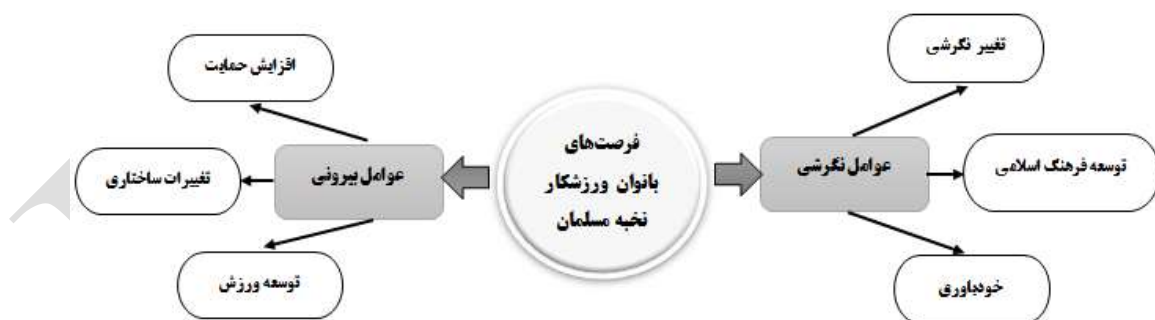 تغییر نگرشی
افزایش حمایت
فرصت‌های
بانوان ورزشکار
نخبه مسلمان
عوامل نگرشی
توسعه فرهنگ اسلامی
عوامل بیرونی
تغییرات ساختاری
خودباوری
توسعه ورزش